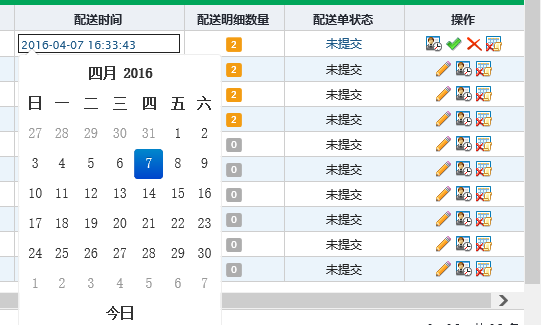 配送时间 配送明细数量 配送单状态 操作
2016-04-07 16:33:43 2 未提交
四月 2016 2 未提交
2 未提交
日 一 二 三 四 五 六 2 未提交
27 28 29 30 31 1 2 0 未提交
3 4 5 6 7 8 9 0 未提交
10 11 12 13 14 15 16 0 未提交
17 18 19 20 21 22 23 0 未提交
24 25 26 27 28 29 30 0 未提交
1 2 3 4 5 6 7 0 未提交
今日